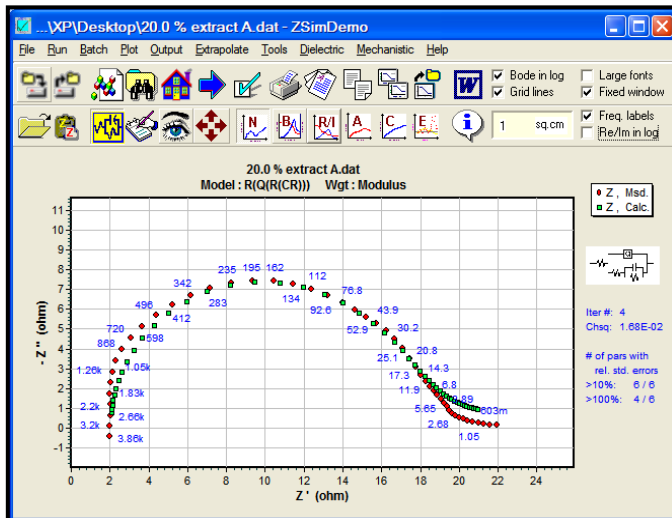 ...\XP\Desktop\20.0 % extract A.dat - ZSimDemo
File Run Batch Plot Output Extrapolate Tools Dielectric Mechanistic Help
W Bode in log Large fonts
Grid lines Fixed window
N B R/I A C E 1 sq.cm Freq. labels
Re/Im in log
20.0 % extract A.dat
Model : R(Q(R(CR))) Wgt : Modulus
Z , Msd.
Z , Calc.
- Z '' (ohm)
11
10
9
8
7
6
5
4
3
2
1
0
-1
235 195 162
112
342
283
134
76.8
496
412
92.6
43.9
720
52.9
30.2
868
598
25.1
20.8
1.26k
1.05k
17.3
14.3
1.83k
11.9
6.8
2.2k
2.66k
5.65
603m
3.2k
2.68
3.86k
1.05
Q
Iter #: 4
Chsq: 1.68E-02
# of pars with
rel. std. errors
>10%: 6 / 6
>100%: 4 / 6
0 2 4 6 8 10 12 14 16 18 20 22 24
Z ' (ohm)